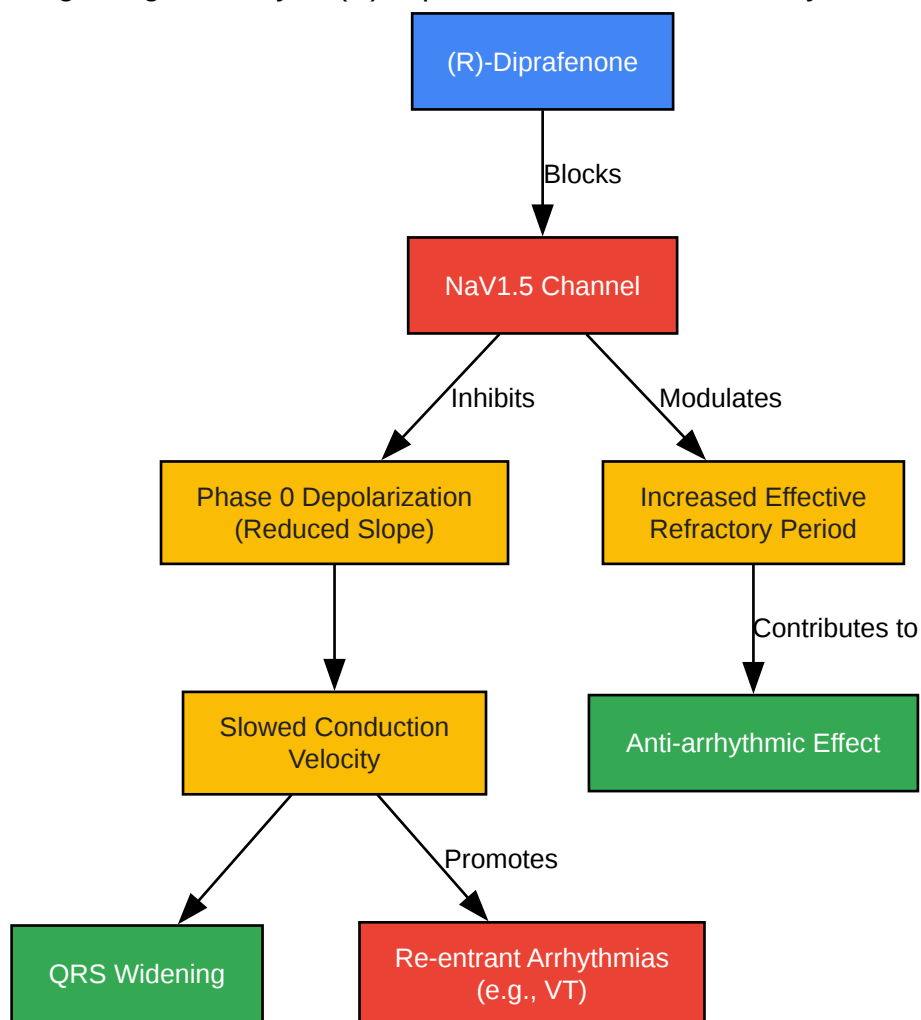 (R)-Diprafenone
Blocks
NaV1.5 Channel
Inhibits
Modulates
Phase 0 Depolarization
(Reduced Slope)
Increased Effective
Refractory Period
Contributes to
Slowed Conduction
Velocity
Anti-arrhythmic Effect
Promotes
QRS Widening
Re-entrant Arrhythmias
(e.g., VT)